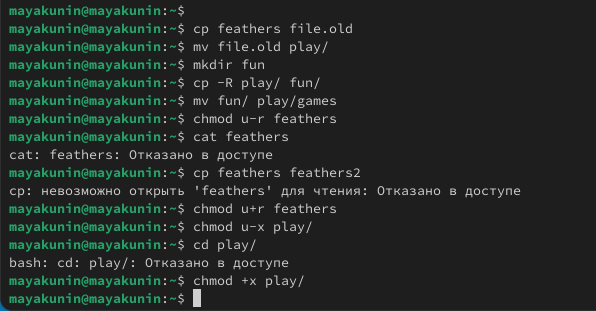 mayakunin@mayakunin:~$
mayakunin@mayakunin:~$ cp feathers file.old
mayakunin@mayakunin:~$ mv file.old play/
mayakunin@mayakunin:~$ mkdir fun
mayakunin@mayakunin:~$ cp -R play/ fun/
mayakunin@mayakunin:~$ mv fun/ play/games
mayakunin@mayakunin:~$ chmod u-r feathers
mayakunin@mayakunin:~$ cat feathers
cat: feathers: Отказано в доступе
mayakunin@mayakunin:~$ cp feathers feathers2
cp: невозможно открыть 'feathers' для чтения: Отказано в доступе
mayakunin@mayakunin:~$ chmod u+r feathers
mayakunin@mayakunin:~$ chmod u-x play/
mayakunin@mayakunin:~$ cd play/
bash: cd: play/: Отказано в доступе
mayakunin@mayakunin:~$ chmod +x play/
mayakunin@mayakunin:~$